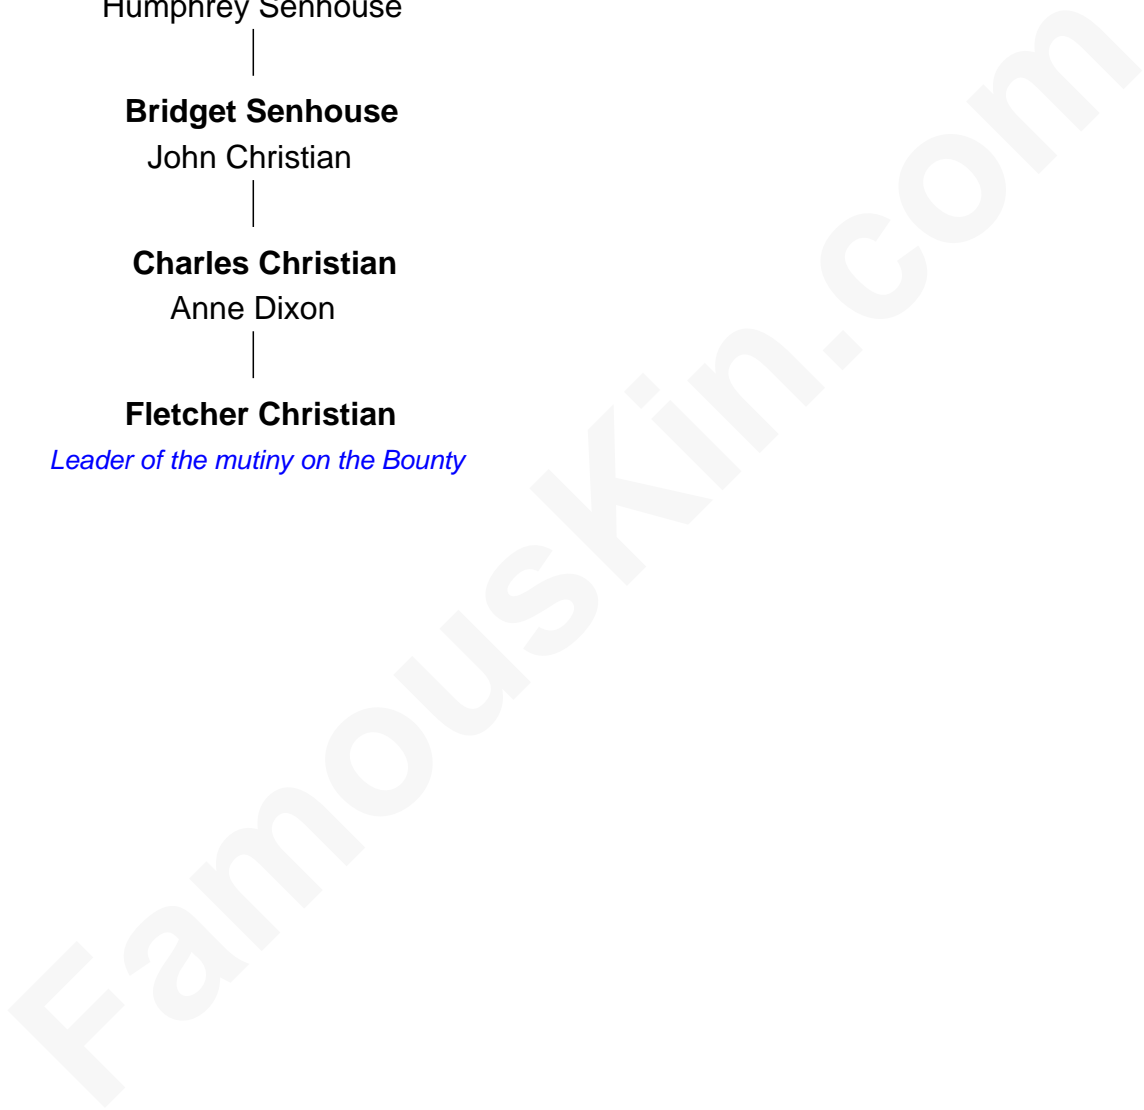 Humphrey Senhouse
Bridget Senhouse
John Christian
Charles Christian
Anne Dixon
Fletcher Christian
Leader of the mutiny on the Bounty
FamousKin.com